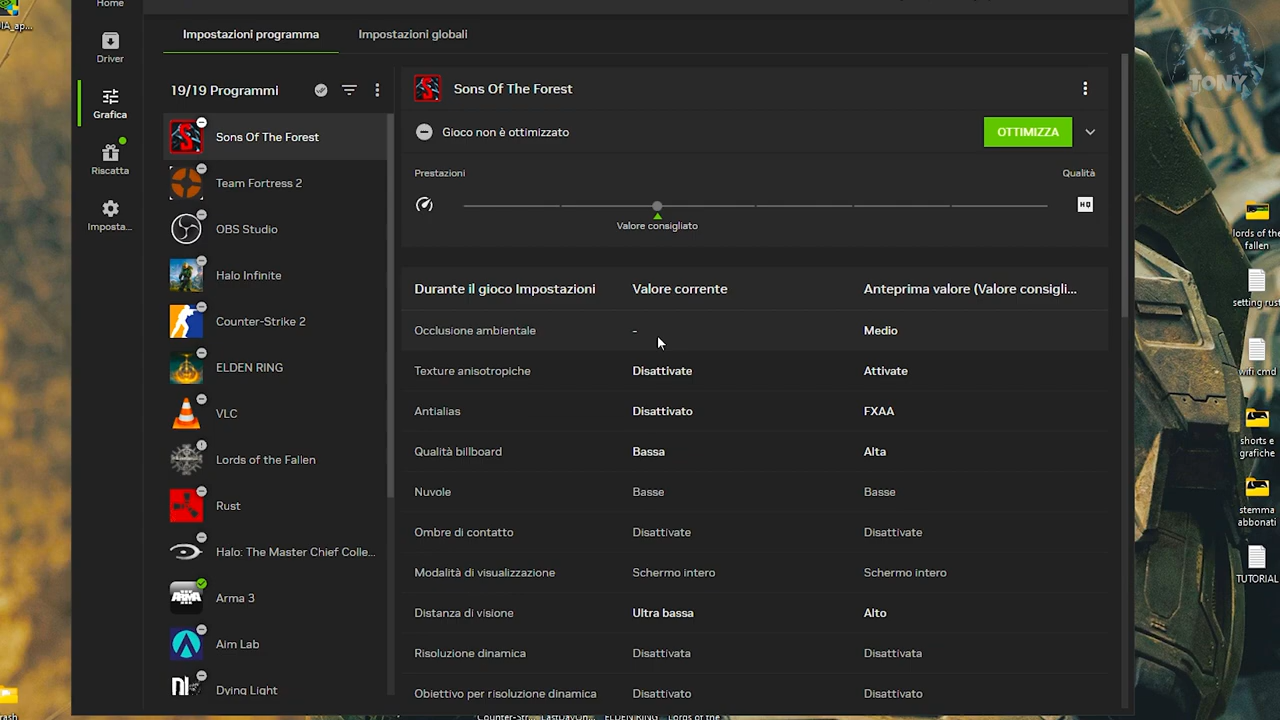 Home
Driver
Grafica
Riscatta
Imposta...
Impostazioni programma
Impostazioni globali
19/19 Programmi
Sons Of The Forest
Team Fortress 2
OBS Studio
Halo Infinite
Counter-Strike 2
ELDEN RING
VLC
Lords of the Fallen
Rust
Halo: The Master Chief Colle...
Arma 3
Aim Lab
Dying Light
Sons Of The Forest
Gioco non è ottimizzato
OTTIMIZZA
Prestazioni
Qualità
HQ
Valore consigliato
Durante il gioco Impostazioni Valore corrente Anteprima valore (Valore consigli...
Occlusione ambientale - Medio
Texture anisotropiche Disattivate Attivate
Antialias Disattivato FXAA
Qualità billboard Bassa Alta
Nuvole Basse Basse
Ombre di contatto Disattivate Disattivate
Modalità di visualizzazione Schermo intero Schermo intero
Distanza di visione Ultra bassa Alto
Risoluzione dinamica Disattivata Disattivata
Obiettivo per risoluzione dinamica Disattivato Disattivato
TONY
lords of the
fallen
setting rust
wifi cmd
shorts e
grafiche
stemma
abbonati
TUTORIAL